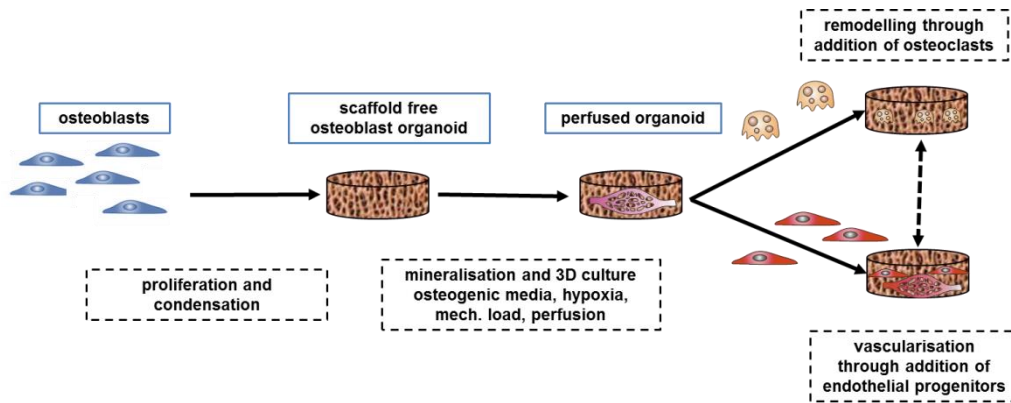 remodelling through
addition of osteoclasts
osteoblasts
scaffold free
osteoblast organoid
perfused organoid
proliferation and
condensation
mineralisation and 3D culture
osteogenic media, hypoxia,
mech. load, perfusion
vascularisation
through addition of
endothelial progenitors